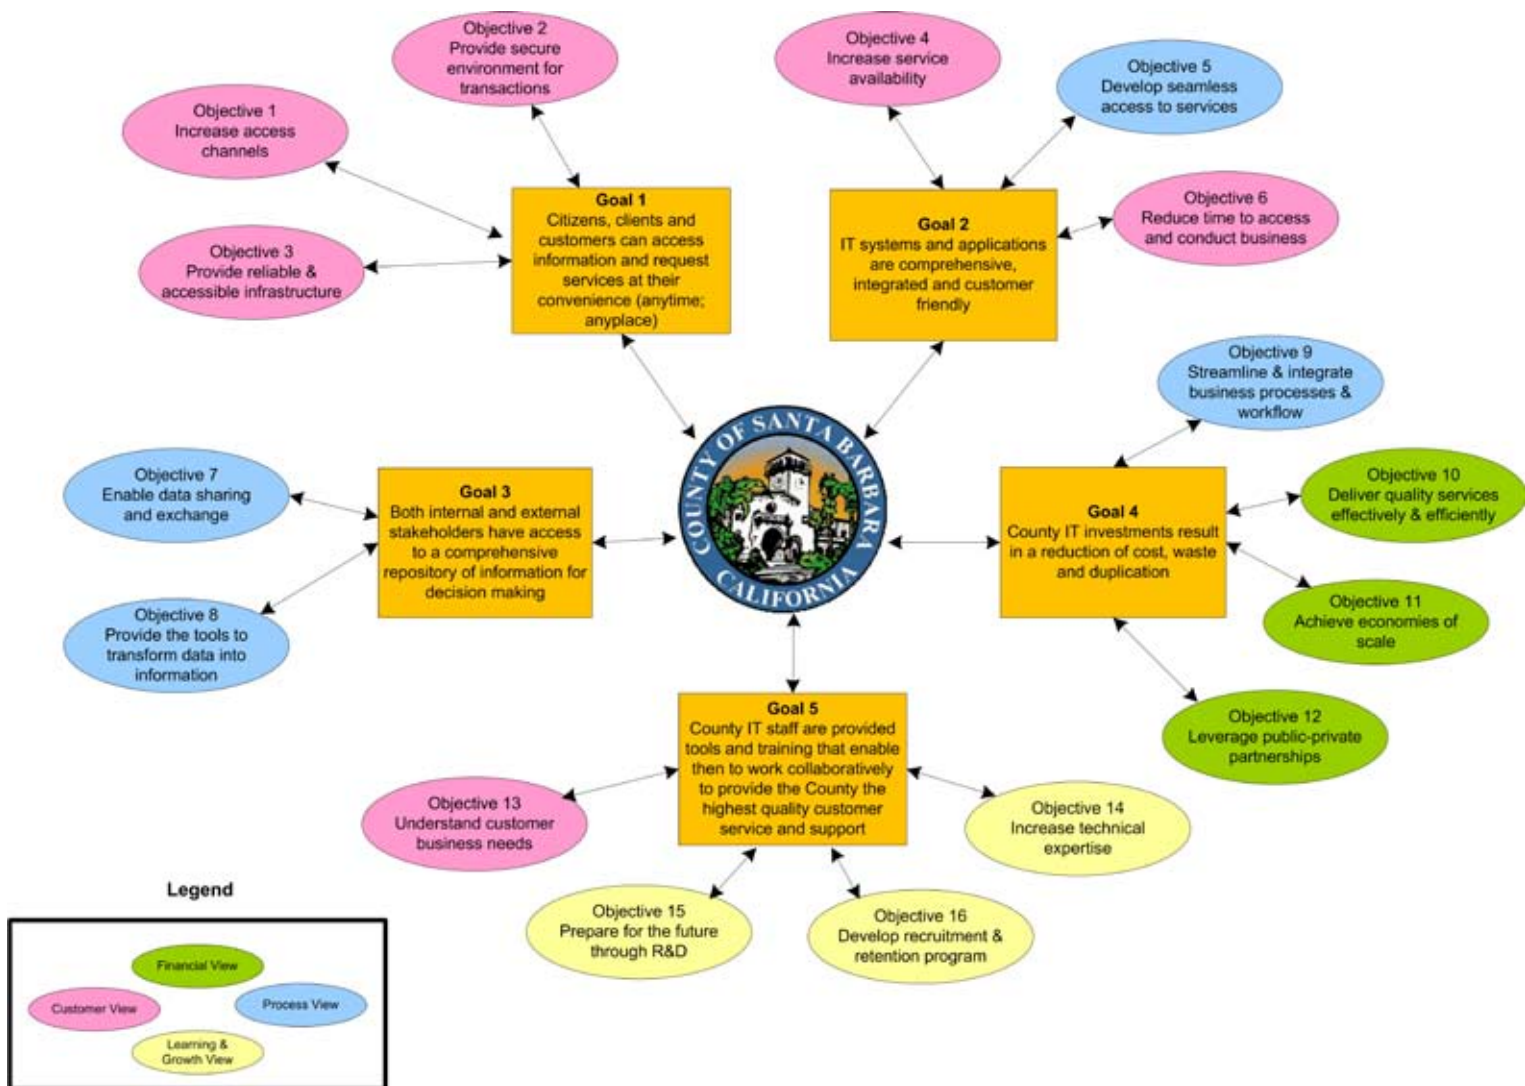 Objective 2
Provide secure
environment for
transactions
Objective 4
Increase service
availability
Objective 5
Develop seamless
access to services
Objective 1
Increase access
channels
Goal 1
Citizens, clients and
customers can access
information and request
services at their
convenience (anytime;
anyplace)
Goal 2
IT systems and applications
are comprehensive,
integrated and customer
friendly
Objective 6
Reduce time to access
and conduct business
Objective 3
Provide reliable &
accessible infrastructure
Objective 9
Streamline & integrate
business processes &
workflow
COUNTY OF SANTA BARBARA
CALIFORNIA
Objective 7
Enable data sharing
and exchange
Goal 3
Both internal and external
stakeholders have access
to a comprehensive
repository of information for
decision making
Goal 4
County IT investments result
in a reduction of cost, waste
and duplication
Objective 10
Deliver quality services
effectively & efficiently
Objective 8
Provide the tools to
transform data into
information
Objective 11
Achieve economies of
scale
Goal 5
County IT staff are provided
tools and training that enable
then to work collaboratively
to provide the County the
highest quality customer
service and support
Objective 12
Leverage public-private
partnerships
Objective 13
Understand customer
business needs
Objective 14
Increase technical
expertise
Objective 15
Prepare for the future
through R&D
Objective 16
Develop recruitment &
retention program
Legend
Financial View
Customer View
Process View
Learning &
Growth View